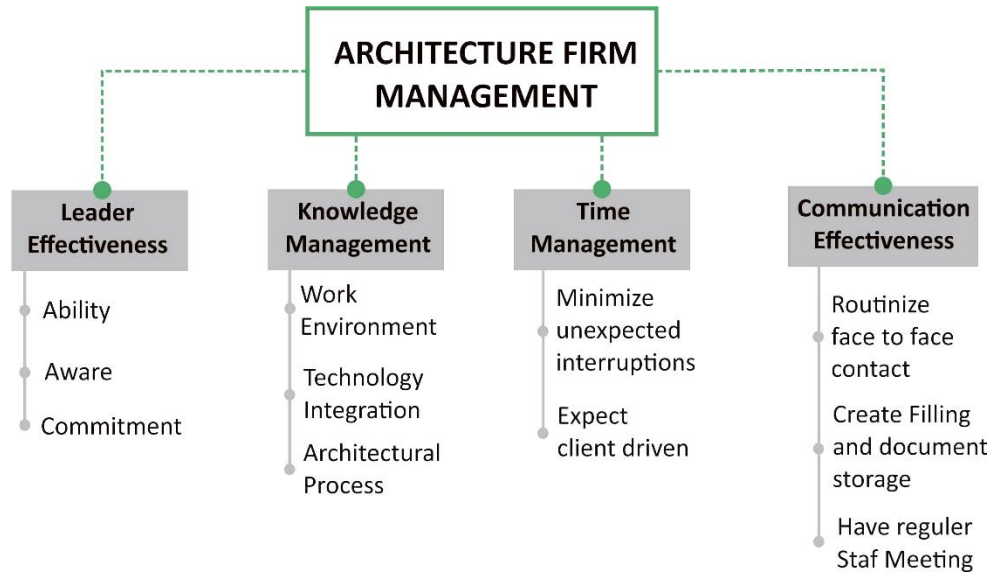 ARCHITECTURE FIRM
MANAGEMENT
Leader
Effectiveness
Ability
Aware
Commitment
Knowledge
Management
Work
Environment
Technology
Integration
Architectural
Process
Time
Management
Minimize
unexpected
interruptions
Expect
client driven
Communication
Effectiveness
Routinize
face to face
contact
Create Filling
and document
storage
Have reguler
Staf Meeting